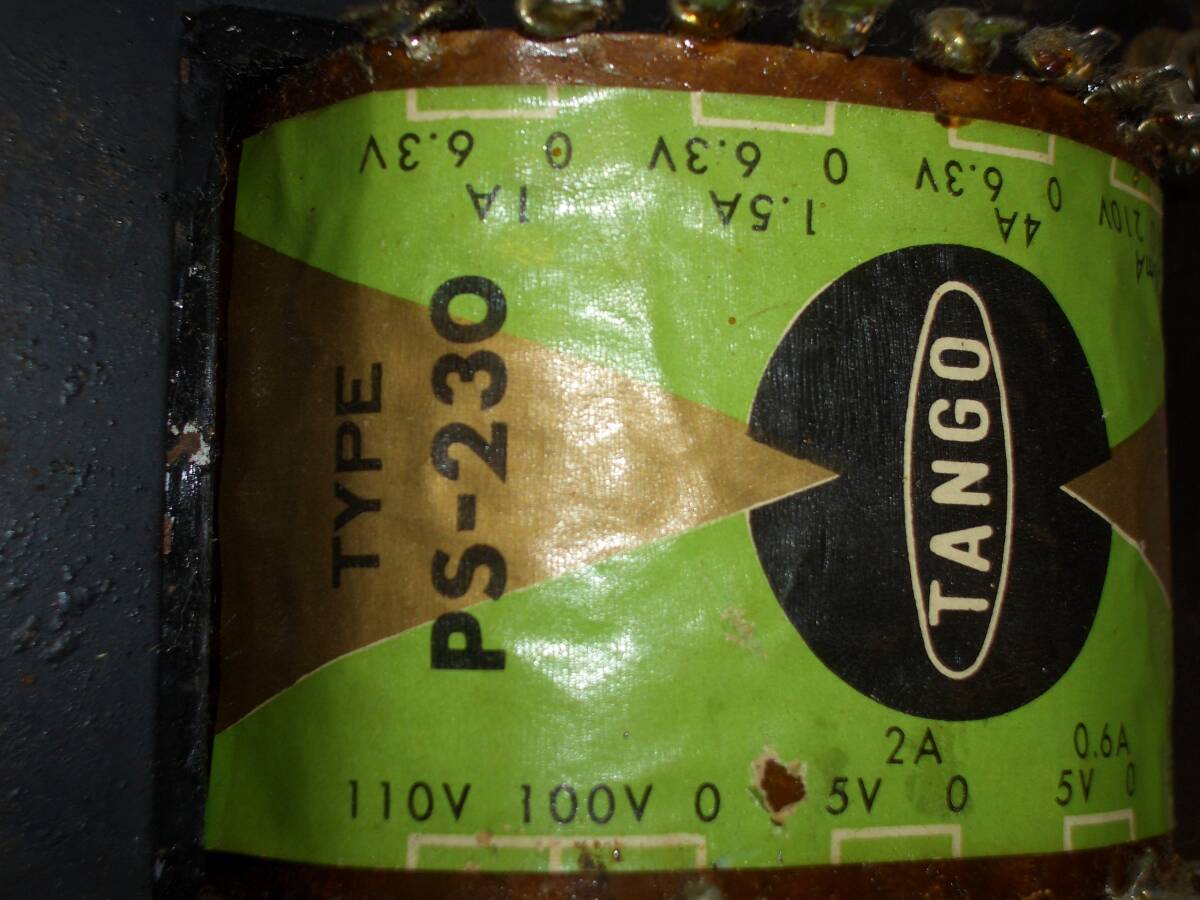 6.3V 0 6.3V 0 6.3V 0 210V
1A 1.5A 4A
TYPE
PS-230
TANGO
2A 0.6A
110V 100V 0 5V 0 5V 0